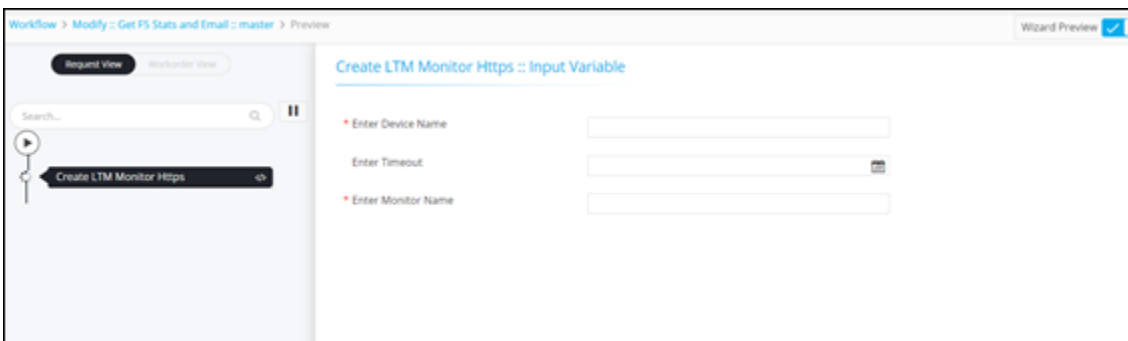 Workflow > Modify :: Get F5 Stats and Email :: master > Preview
Wizard Preview
Request View
Workorder View
Create LTM Monitor Https :: Input Variable
Search...
* Enter Device Name
Enter Timeout
Create LTM Monitor Https </>
* Enter Monitor Name